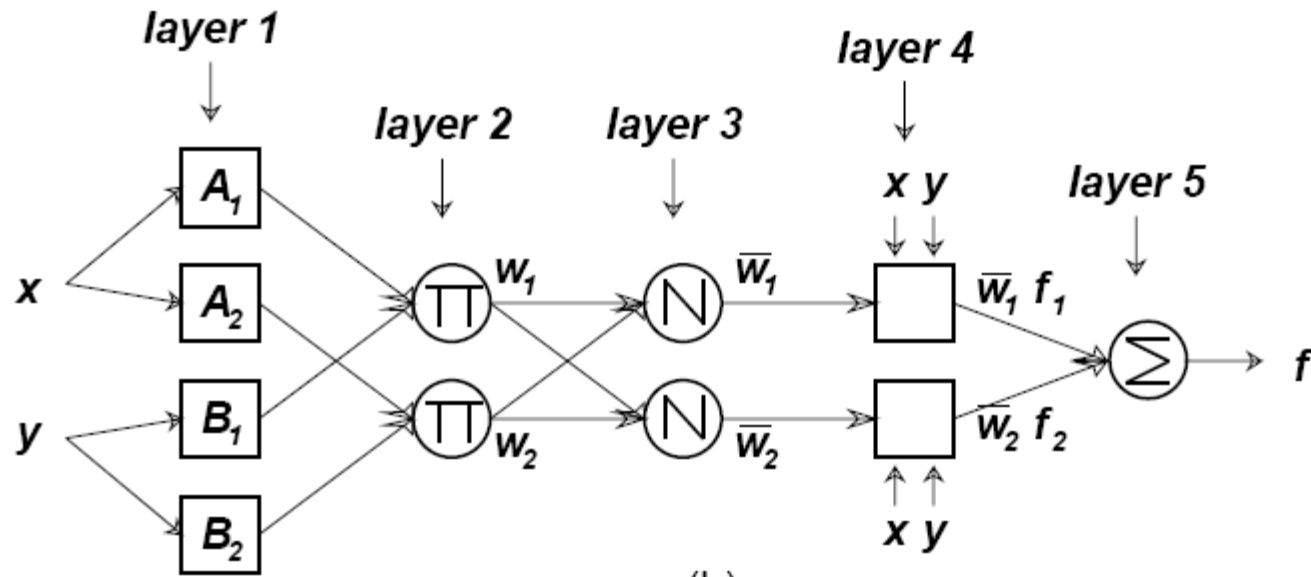 layer 1
layer 4
layer 2 layer 3
x y layer 5
A1
x A2 Π w1 N w̅1 w̅1 f1
Σ f
y B1 Π w2 N w̅2 w̅2 f2
B2 x y